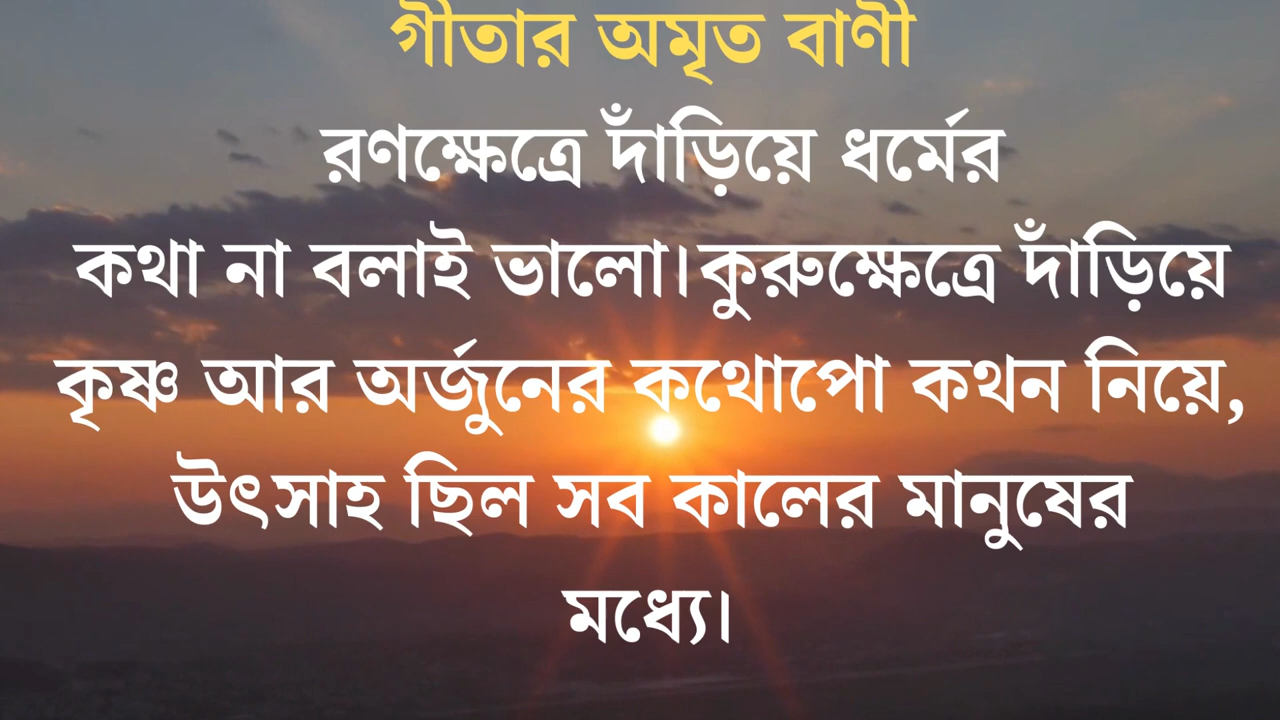 গীতার অমৃত বাণী
রণক্ষেত্রে দাঁড়িয়ে ধর্মের
কথা না বলাই ভালো।কুরুক্ষেত্রে দাঁড়িয়ে
কৃষ্ণ আর অর্জুনের কথোপো কথন নিয়ে,
উৎসাহ ছিল সব কালের মানুষের
মধ্যে।